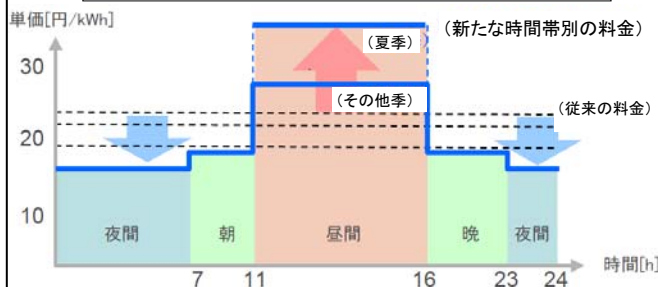 単価[円/kWh]
(新たな時間帯別の料金)
(夏季)
30
(その他季)
(従来の料金)
20
10
夜間 朝 昼間 晩 夜間
7 11 16 23 24
時間[h]